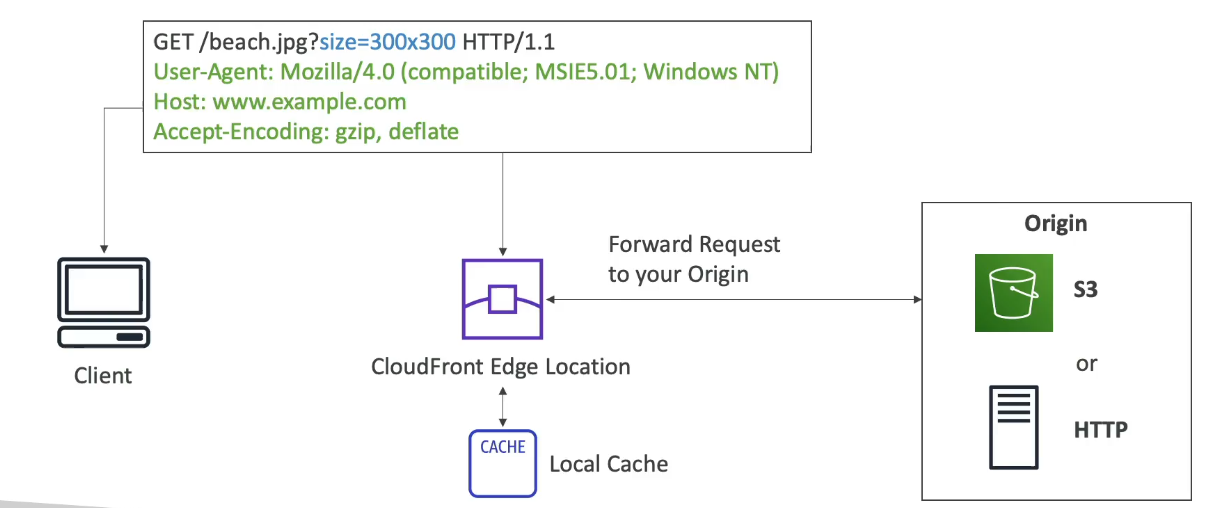 GET /beach.jpg?size=300x300 HTTP/1.1
User-Agent: Mozilla/4.0 (compatible; MSIE5.01; Windows NT)
Host: www.example.com
Accept-Encoding: gzip, deflate
Client
CloudFront Edge Location
CACHE
Local Cache
Forward Request
to your Origin
Origin
S3
or
HTTP